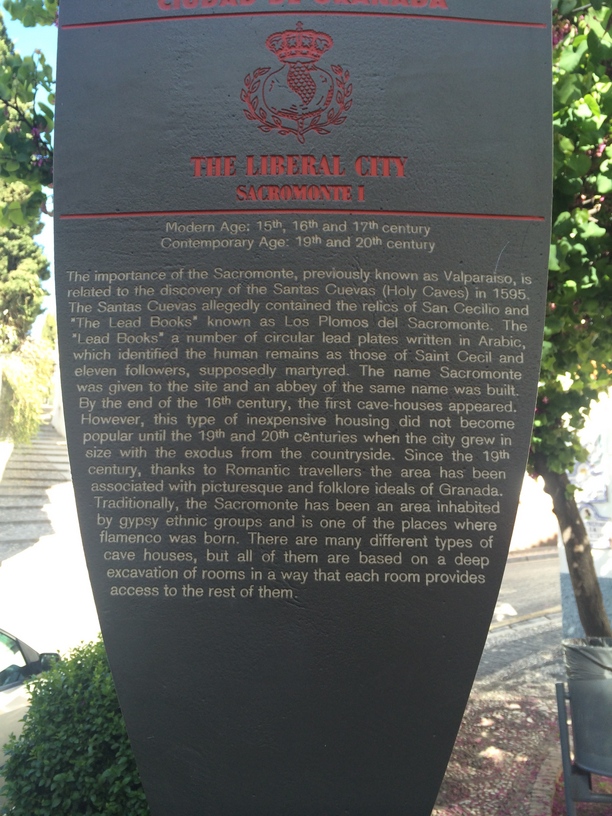 CIUDAD DE GRANADA
THE LIBERAL CITY
SACROMONTE I
Modern Age: 15th, 16th and 17th century
Contemporary Age: 19th and 20th century
The importance of the Sacromonte, previously known as Valparaíso, is
related to the discovery of the Santas Cuevas (Holy Caves) in 1595.
The Santas Cuevas allegedly contained the relics of San Cecilio and
"The Lead Books" known as Los Plomos del Sacromonte. The
"Lead Books" a number of circular lead plates written in Arabic,
which identified the human remains as those of Saint Cecil and
eleven followers, supposedly martyred. The name Sacromonte
was given to the site and an abbey of the same name was built.
By the end of the 16th century, the first cave-houses appeared.
However, this type of inexpensive housing did not become
popular until the 19th and 20th centuries when the city grew in
size with the exodus from the countryside. Since the 19th
century, thanks to Romantic travellers the area has been
associated with picturesque and folklore ideals of Granada.
Traditionally, the Sacromonte has been an area inhabited
by gypsy ethnic groups and is one of the places where
flamenco was born. There are many different types of
cave houses, but all of them are based on a deep
excavation of rooms in a way that each room provides
access to the rest of them.